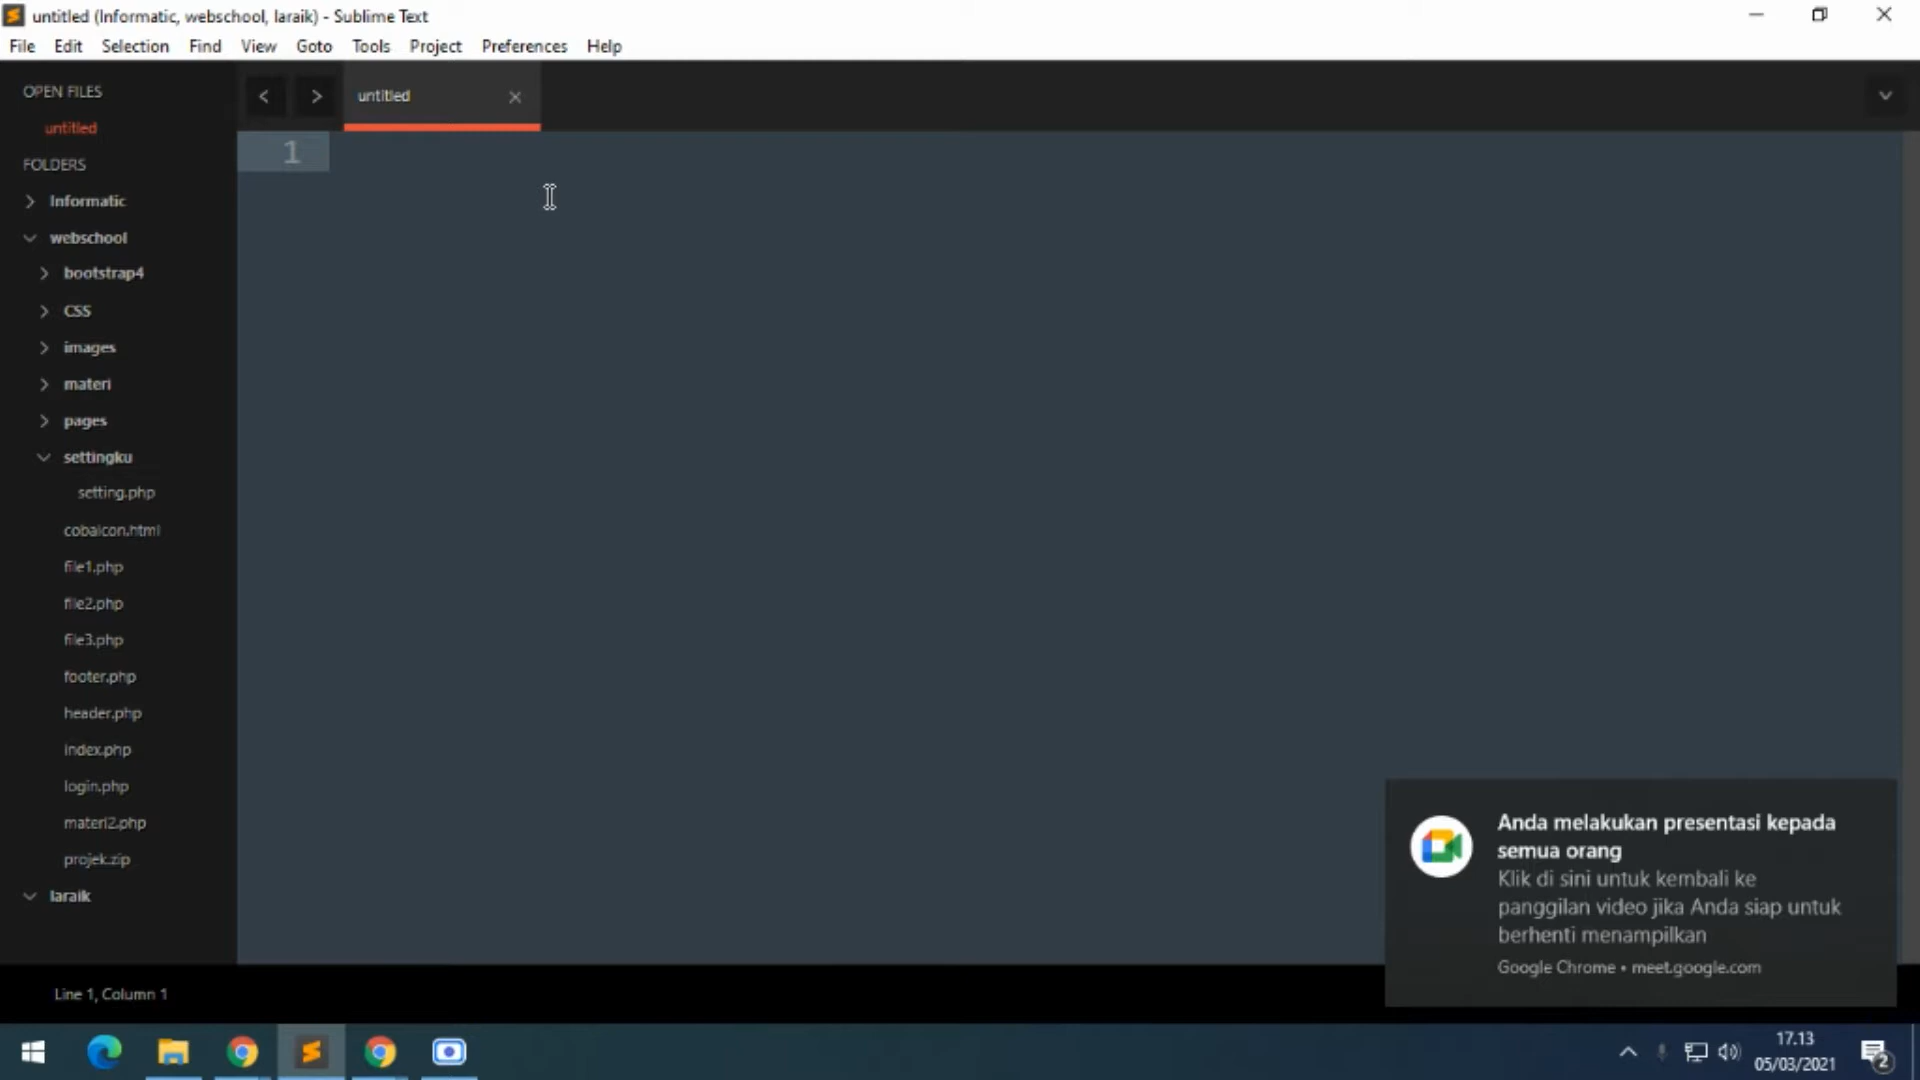 untitled (Informatic, webschool, laraik) - Sublime Text
File Edit Selection Find View Goto Tools Project Preferences Help
OPEN FILES
untitled
FOLDERS
Informatic
webschool
bootstrap4
CSS
images
materi
pages
settingku
setting.php
cobaicon.html
file1.php
file2.php
file3.php
footer.php
header.php
index.php
login.php
materi2.php
projek.zip
laraik
untitled
1
Anda melakukan presentasi kepada
semua orang
Klik di sini untuk kembali ke
panggilan video jika Anda siap untuk
berhenti menampilkan
Google Chrome • meet.google.com
Line 1, Column 1
17.13
05/03/2021
2